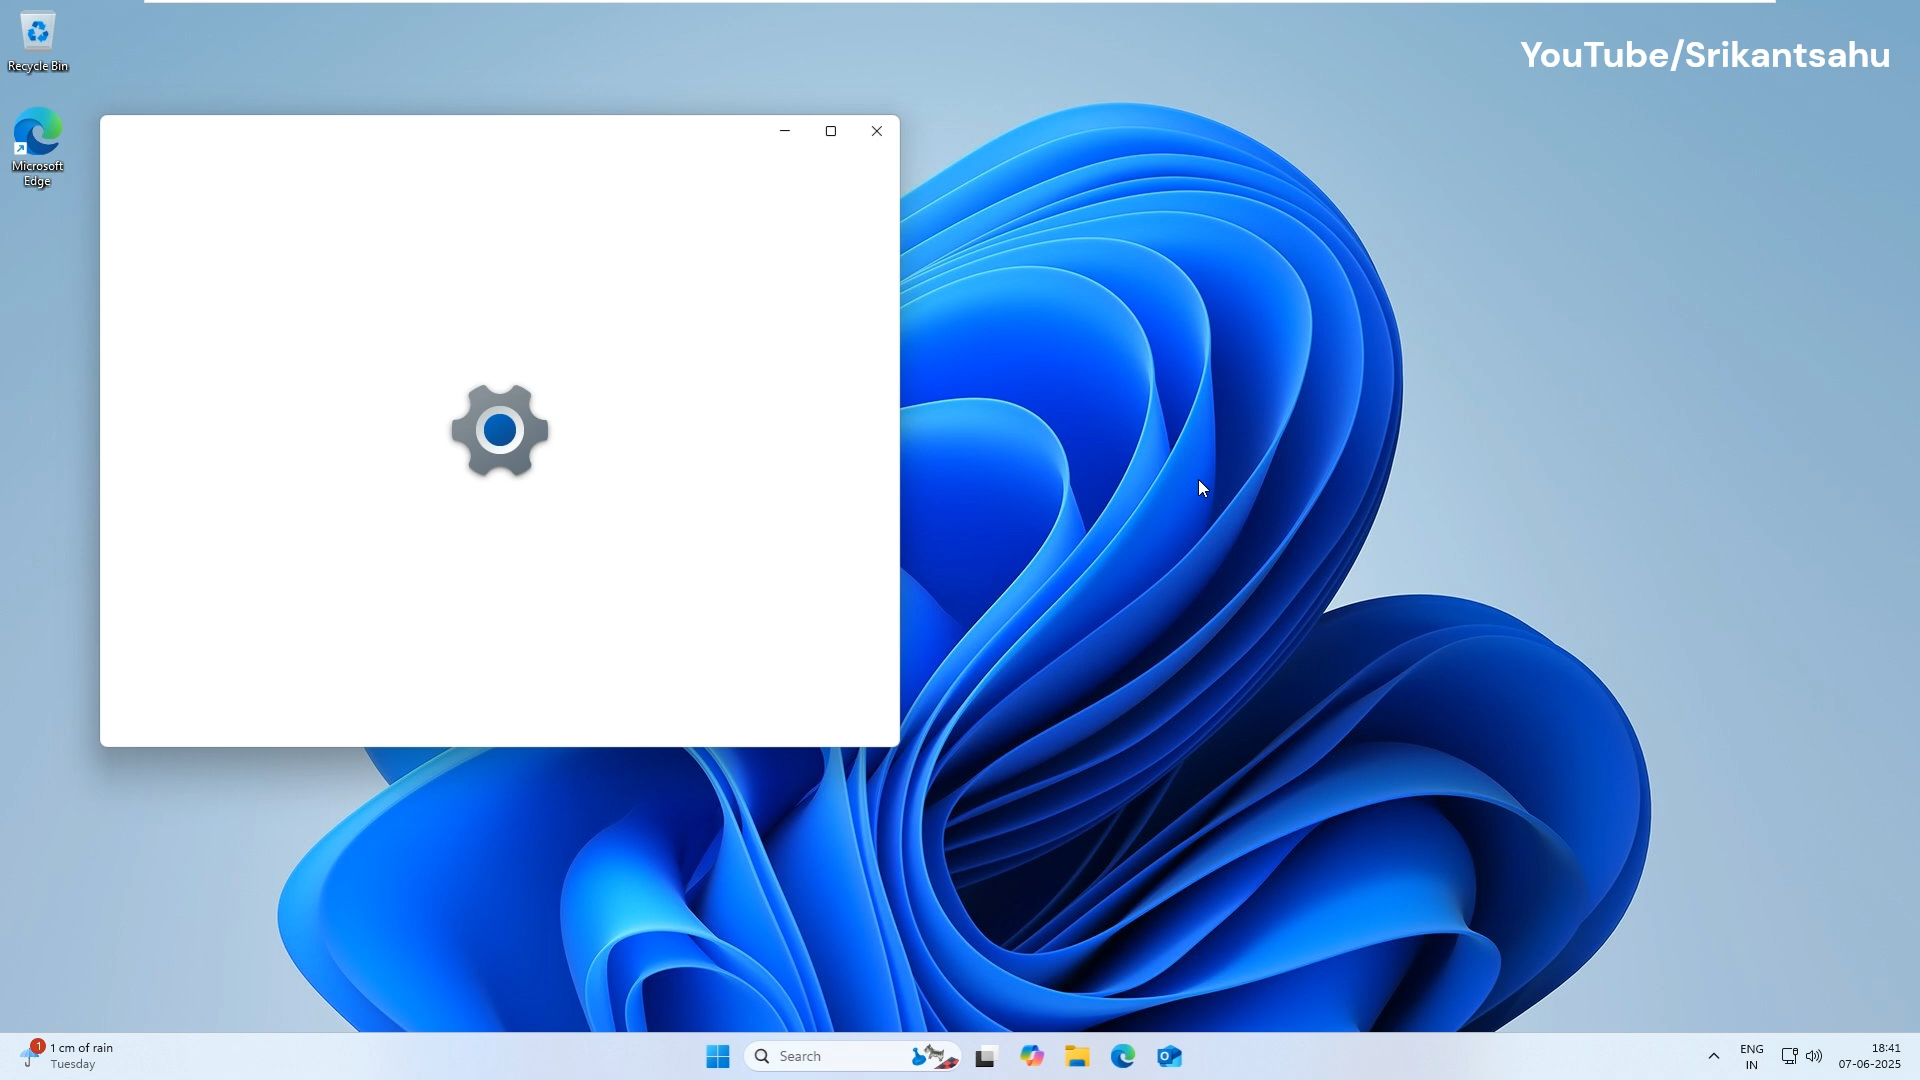 YouTube/Srikantsahu
Recycle Bin
Microsoft
Edge
1
1 cm of rain
Tuesday
Search
ENG
IN
18:41
07-06-2025